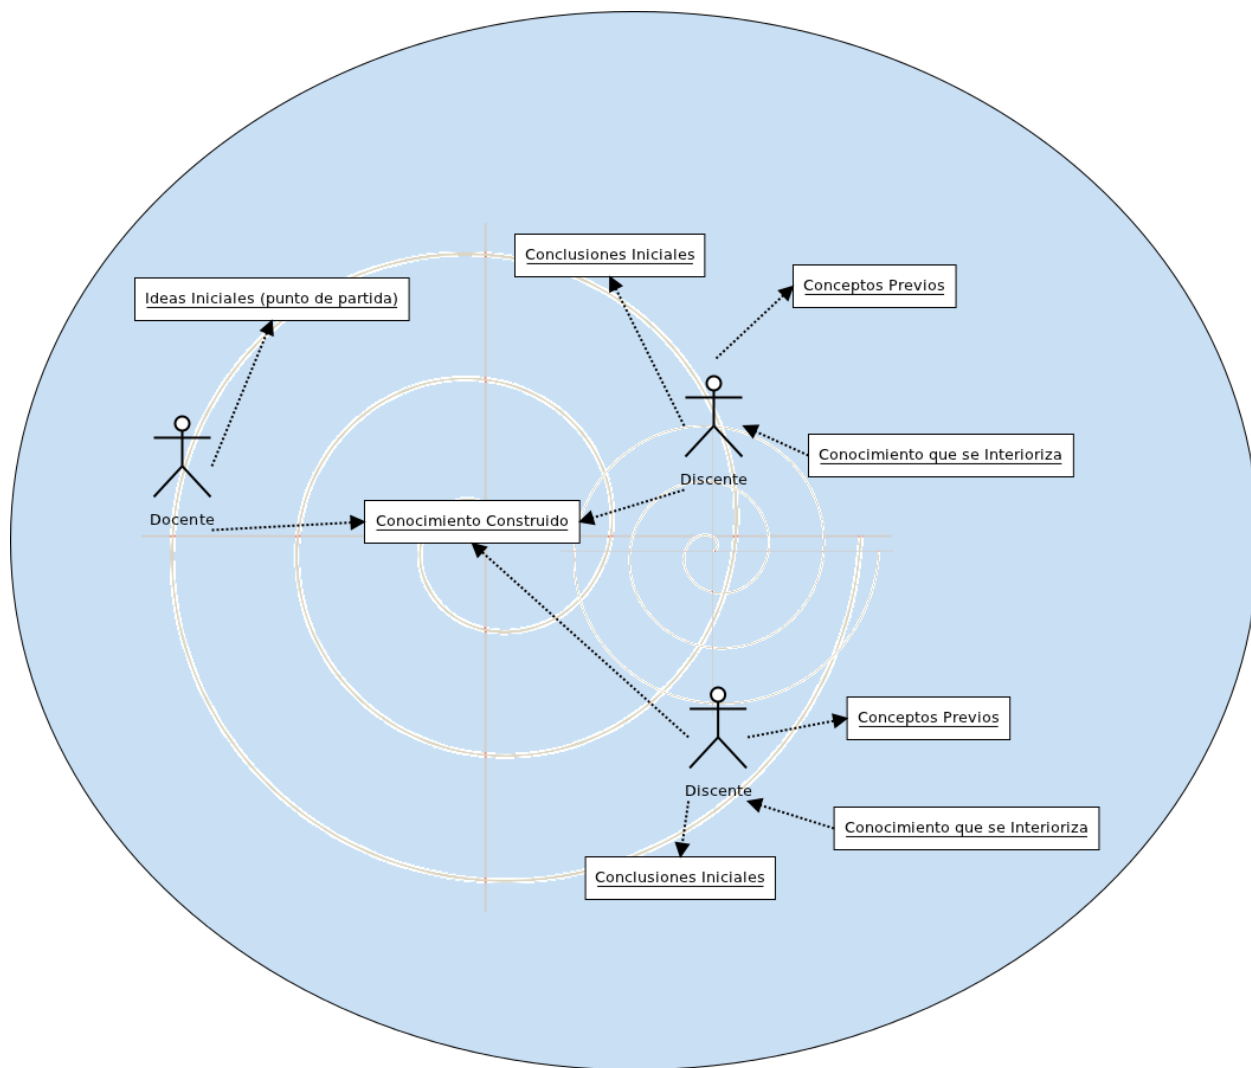 Conclusiones Iniciales
Conceptos Previos
Ideas Iniciales (punto de partida)
Conocimiento que se Interioriza
Discente
Docente
Conocimiento Construido
Conceptos Previos
Discente
Conocimiento que se Interioriza
Conclusiones Iniciales